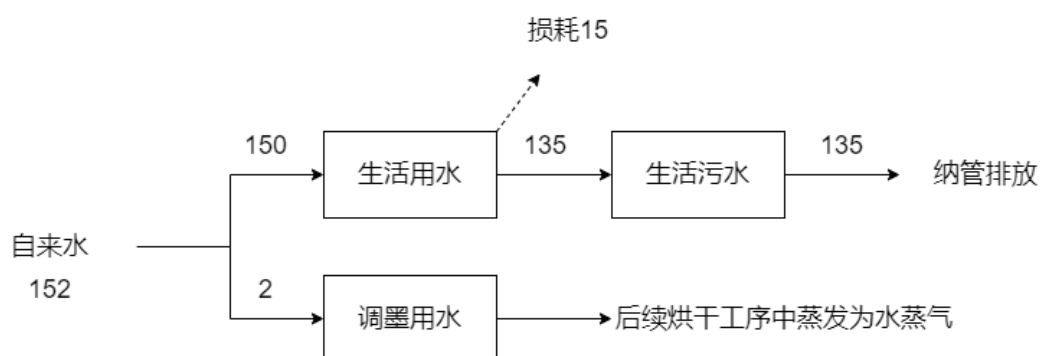 损耗15
150
生活用水
135
生活污水
135
纳管排放
自来水
152
2
调墨用水
后续烘干工序中蒸发为水蒸气